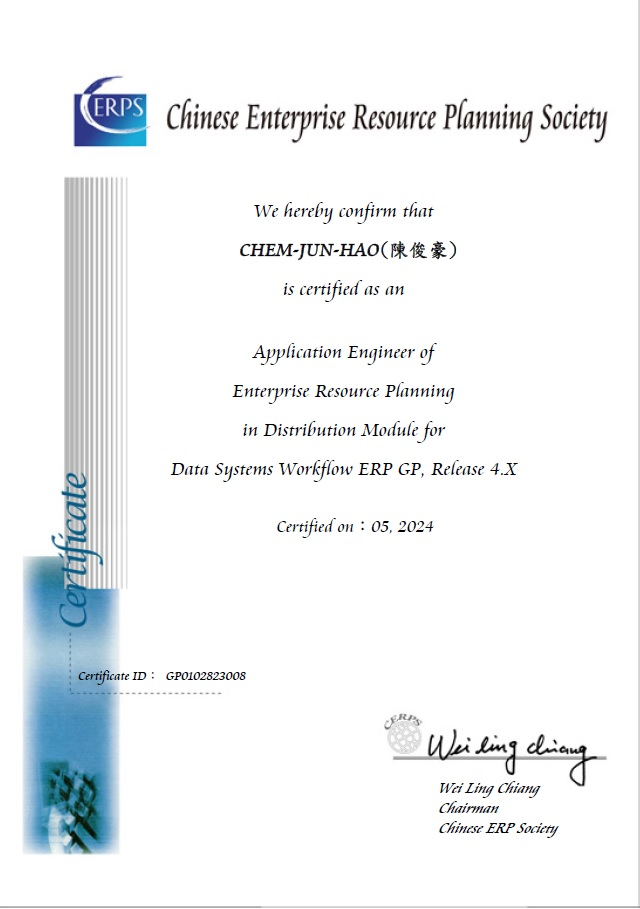 CERPS
Chinese Enterprise Resource Planning Society
We hereby confirm that
CHEM-JUN-HAO(陳俊豪)
is certified as an
Application Engineer of
Enterprise Resource Planning
in Distribution Module for
Data Systems Workflow ERP GP, Release 4.X
Certified on：05, 2024
Certificate
Certificate ID： GP0102823008
CERPS
Wei ling chiang
Wei Ling Chiang
Chairman
Chinese ERP Society